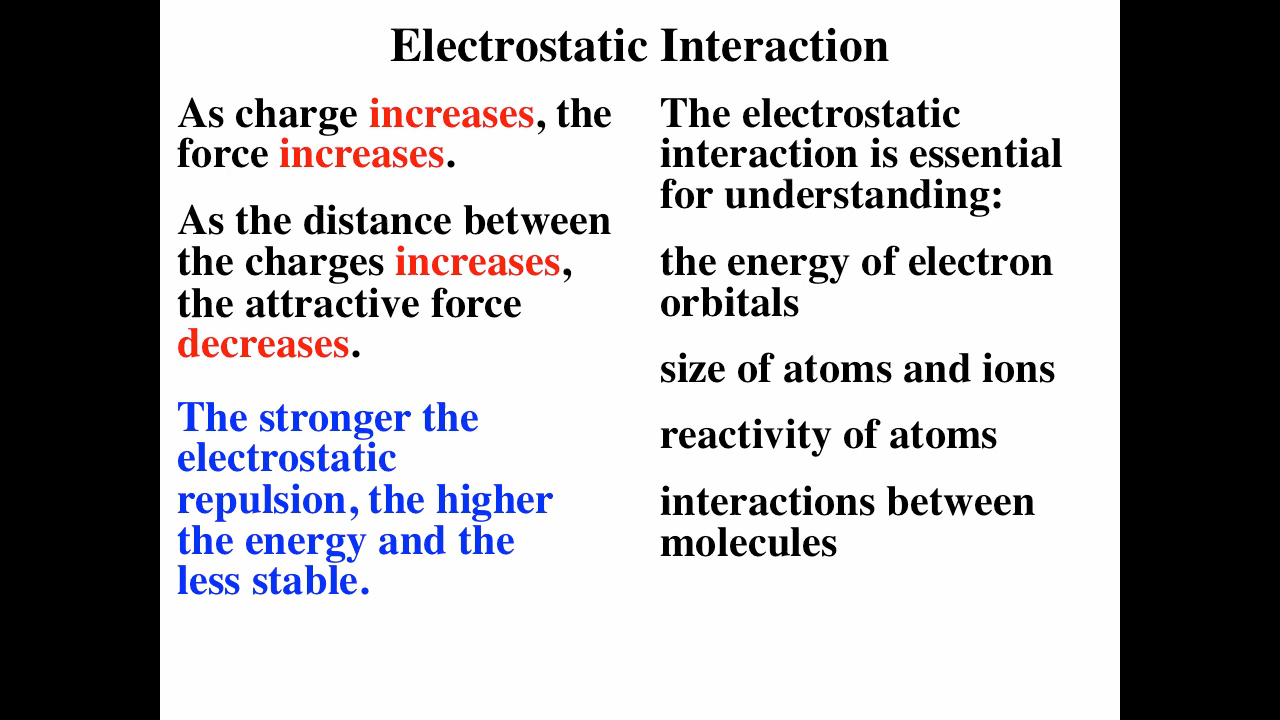 Electrostatic Interaction
As charge increases, the
force increases.
As the distance between
the charges increases,
the attractive force
decreases.
The stronger the
electrostatic
repulsion, the higher
the energy and the
less stable.
The electrostatic
interaction is essential
for understanding:
the energy of electron
orbitals
size of atoms and ions
reactivity of atoms
interactions between
molecules